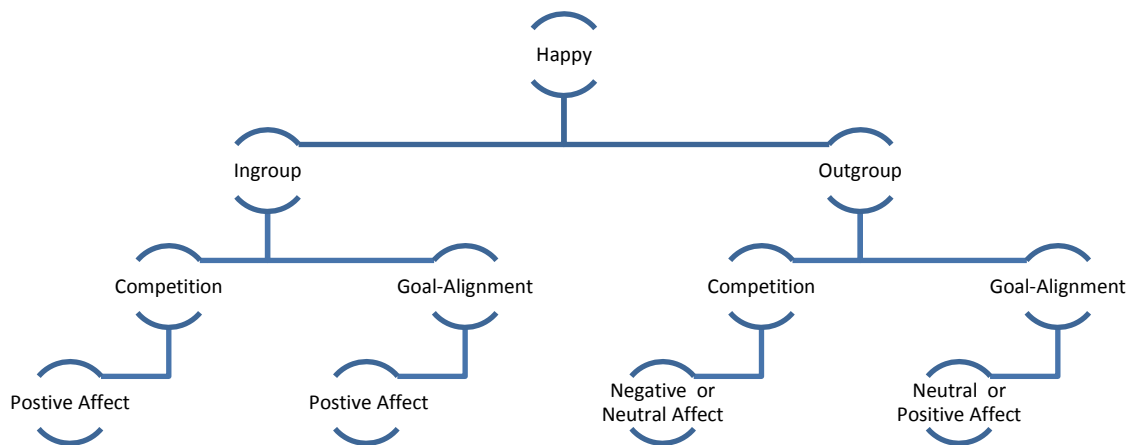 Happy
Ingroup
Outgroup
Competition
Goal-Alignment
Competition
Goal-Alignment
Postive Affect
Postive Affect
Negative or
Neutral Affect
Neutral or
Positive Affect